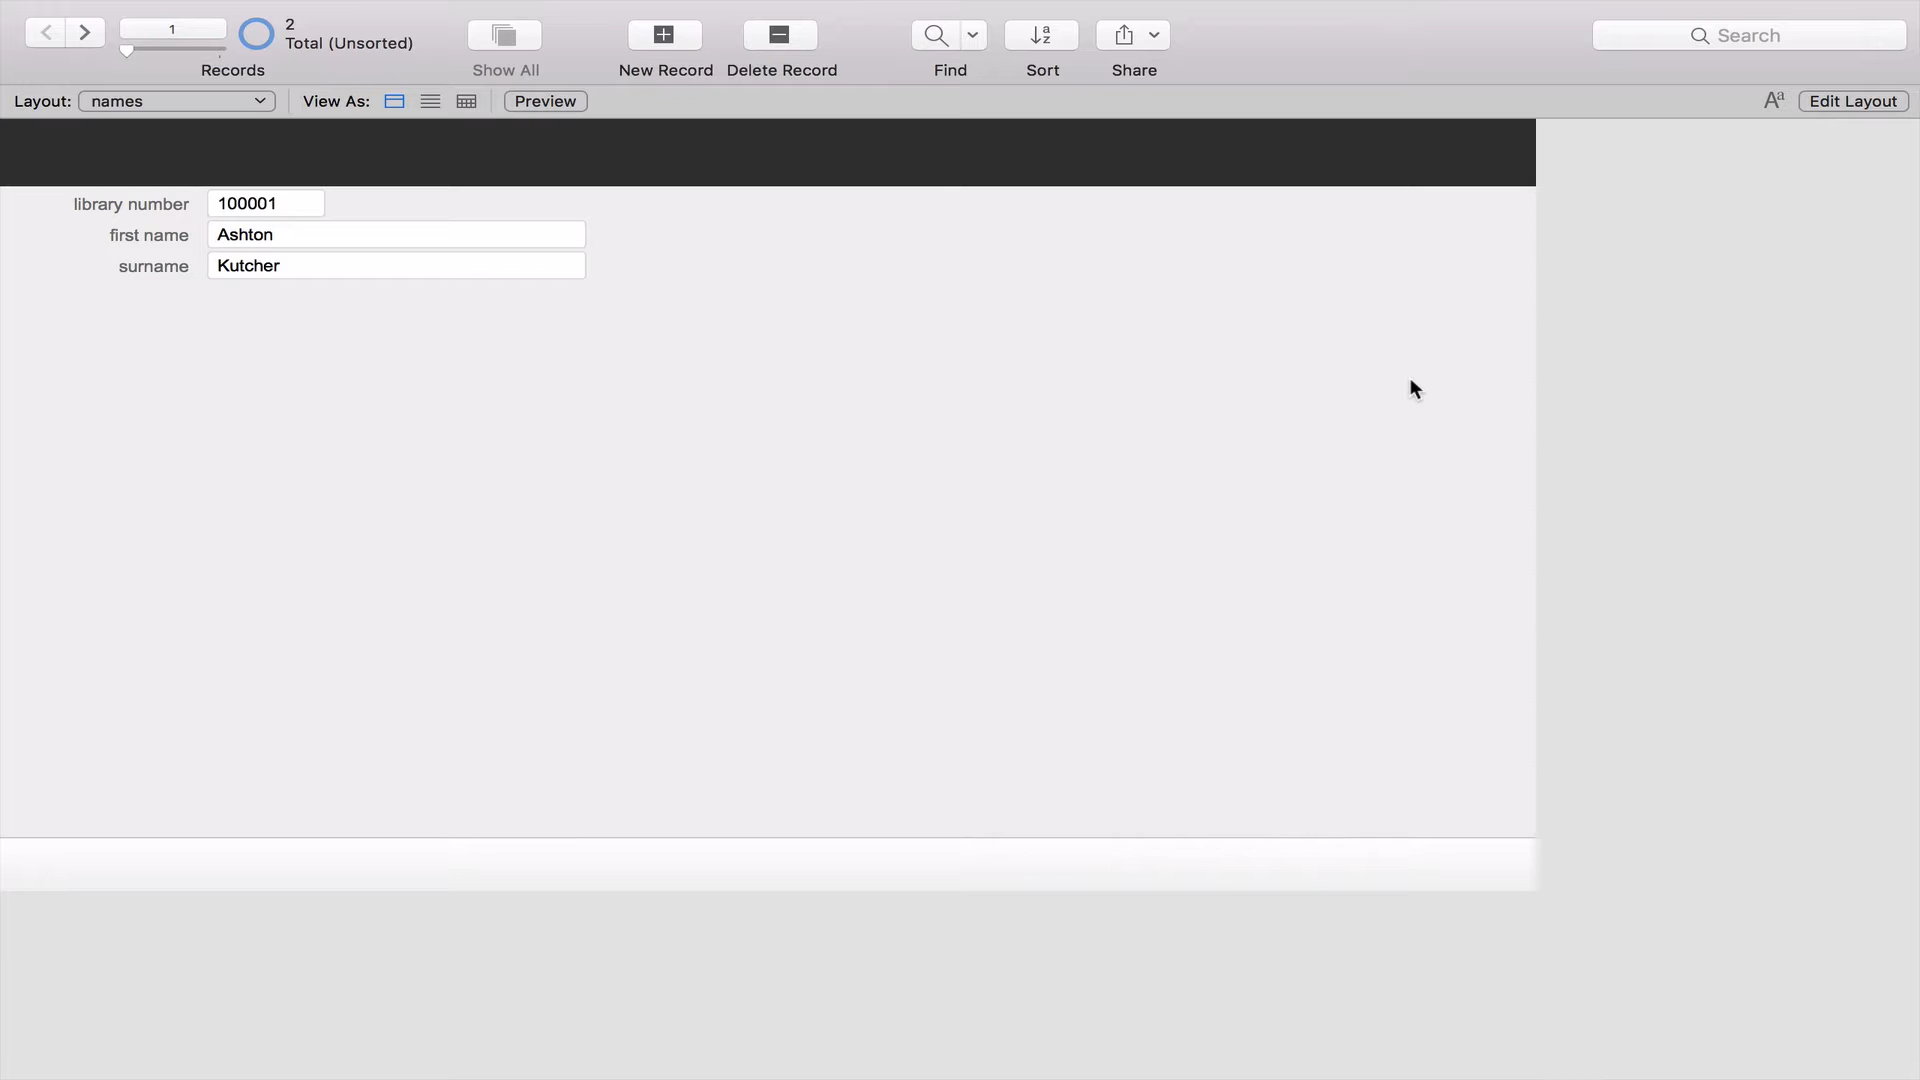 1
2
Total (Unsorted)
Records
Show All
New Record
Delete Record
Find
Sort
Share
Search
Layout: names
View As:
Preview
Aa
Edit Layout
library number 100001
first name Ashton
surname Kutcher